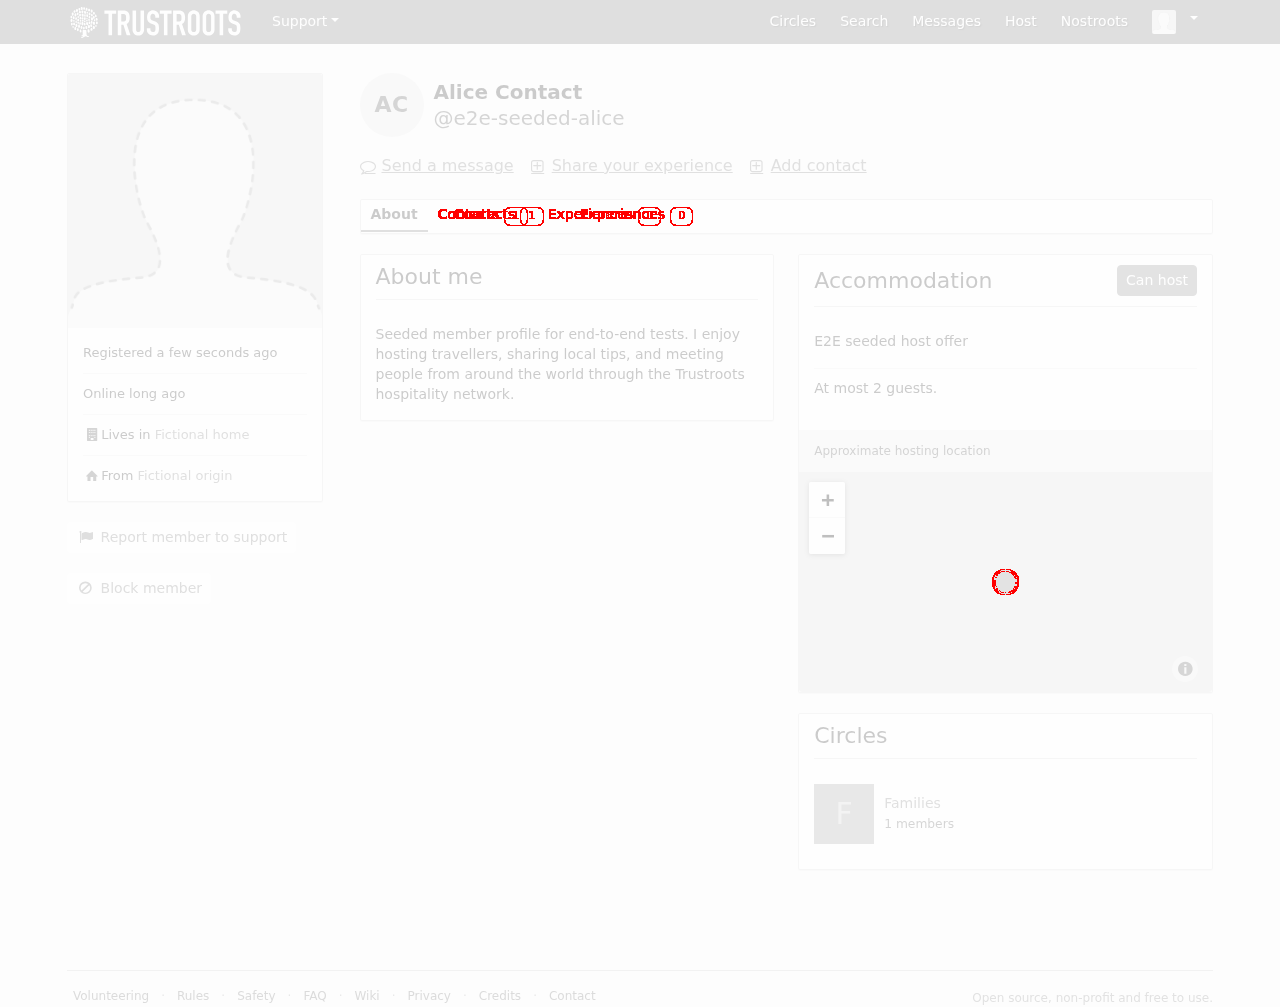 TRUSTROOTS Support Circles Search Messages Host Nostroots
AC
Alice Contact
@e2e-seeded-alice
Send a message Share your experience Add contact
About Contacts 1 Experiences
About me
Seeded member profile for end-to-end tests. I enjoy
hosting travellers, sharing local tips, and meeting
people from around the world through the Trustroots
hospitality network.
Accommodation Can host
E2E seeded host offer
At most 2 guests.
Approximate hosting location
+
−
Registered a few seconds ago
Online long ago
Lives in Fictional home
From Fictional origin
Report member to support
Block member
Circles
F
Families
1 members
Volunteering · Rules · Safety · FAQ · Wiki · Privacy · Credits · Contact
Open source, non-profit and free to use.